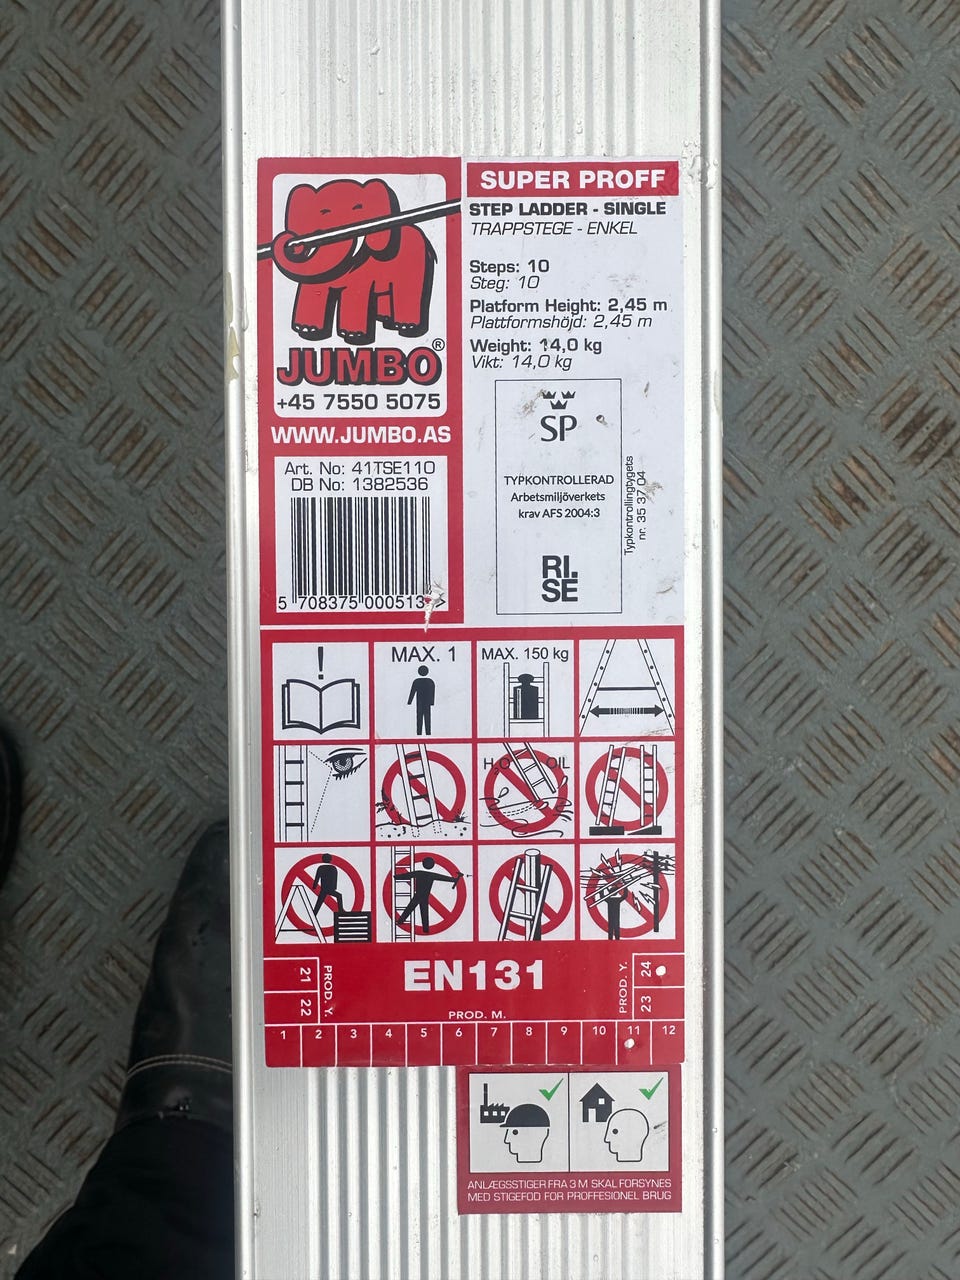 JUMBO®
+45 7550 5075
WWW.JUMBO.AS
Art. No: 41TSE110
DB No: 1382536
5 708375 000513 >
SUPER PROFF
STEP LADDER - SINGLE
TRAPPSTEGE - ENKEL
Steps: 10
Steg: 10
Platform Height: 2,45 m
Plattformshöjd: 2,45 m
Weight: 14,0 kg
Vikt: 14,0 kg
SP
TYPKONTROLLERAD
Arbetsmiljöverkets
krav AFS 2004:3
RI.
SE
Typkontrollintygets
nr. 35 37 04
!
MAX. 1
MAX. 150 kg
H₂O OIL
EN131
21
22
PROD. Y.
PROD. Y.
24
23
PROD. M.
1 2 3 4 5 6 7 8 9 10 11 12
ANLÆGSSTIGER FRA 3 M SKAL FORSYNES
MED STIGEFOD FOR PROFFESIONEL BRUG